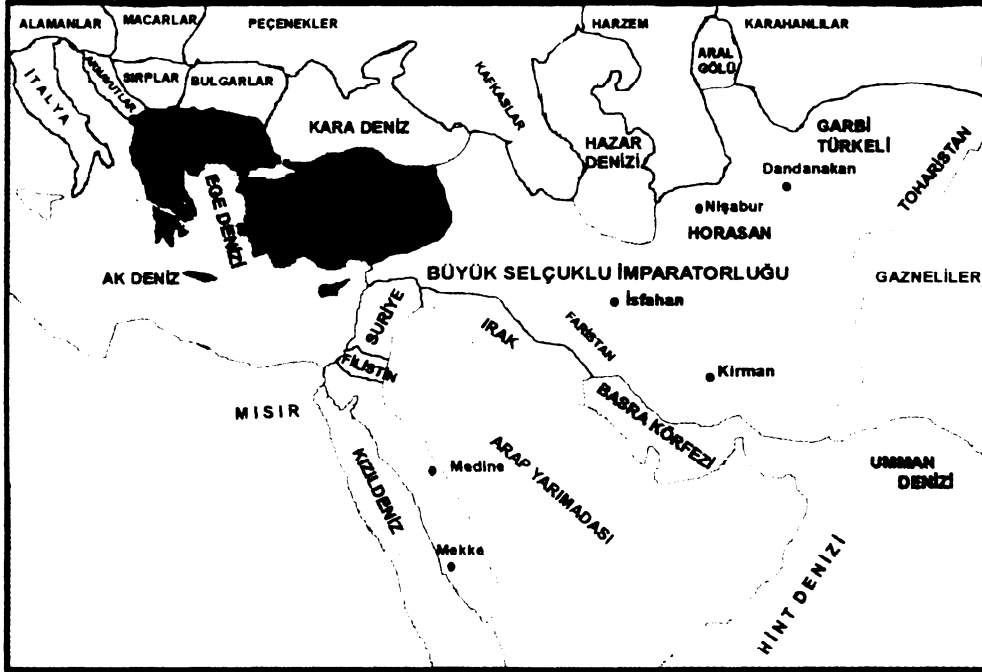 ALAMANLAR
MACARLAR
PEÇENEKLER
HARZEM
KARAHANLILAR
ARAL
GÖLÜ
İTALYA
ARNAVUTLAR
SIRPLAR
BULGARLAR
KAFKASLAR
KARA DENİZ
HAZAR
DENİZİ
GARBİ
TÜRKELİ
Dandanakan
TOHARİSTAN
EGE DENİZİ
Nişabur
HORASAN
AK DENİZ
BÜYÜK SELÇUKLU İMPARATORLUĞU
GAZNELİLER
İsfahan
SURİYE
IRAK
FARİSTAN
FİLİSTİN
Kirman
MISIR
BASRA KÖRFEZİ
KIZILDENİZ
Medine
ARAP YARIMADASI
UMMAN
DENİZİ
Mekke
HİNT DENİZİ